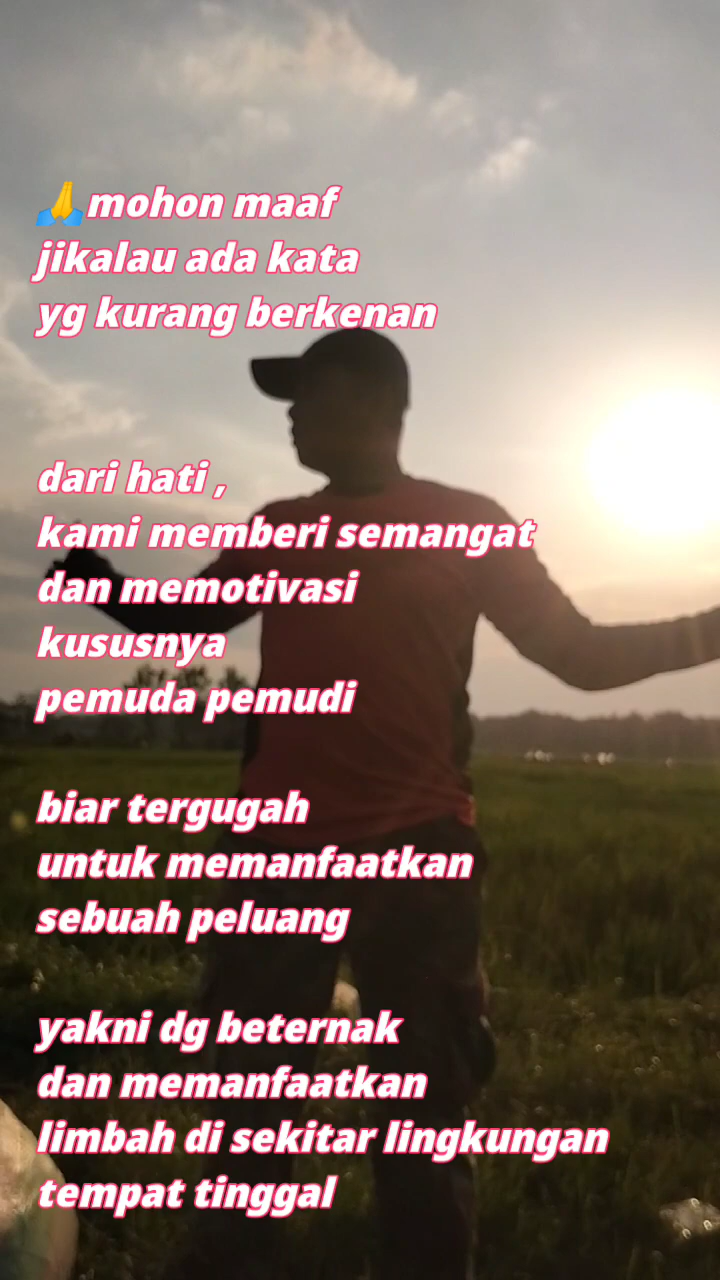 🙏mohon maaf
jikalau ada kata
yg kurang berkenan
dari hati ,
kami memberi semangat
dan memotivasi
kususnya
pemuda pemudi
biar tergugah
untuk memanfaatkan
sebuah peluang
yakni dg beternak
dan memanfaatkan
limbah di sekitar lingkungan
tempat tinggal